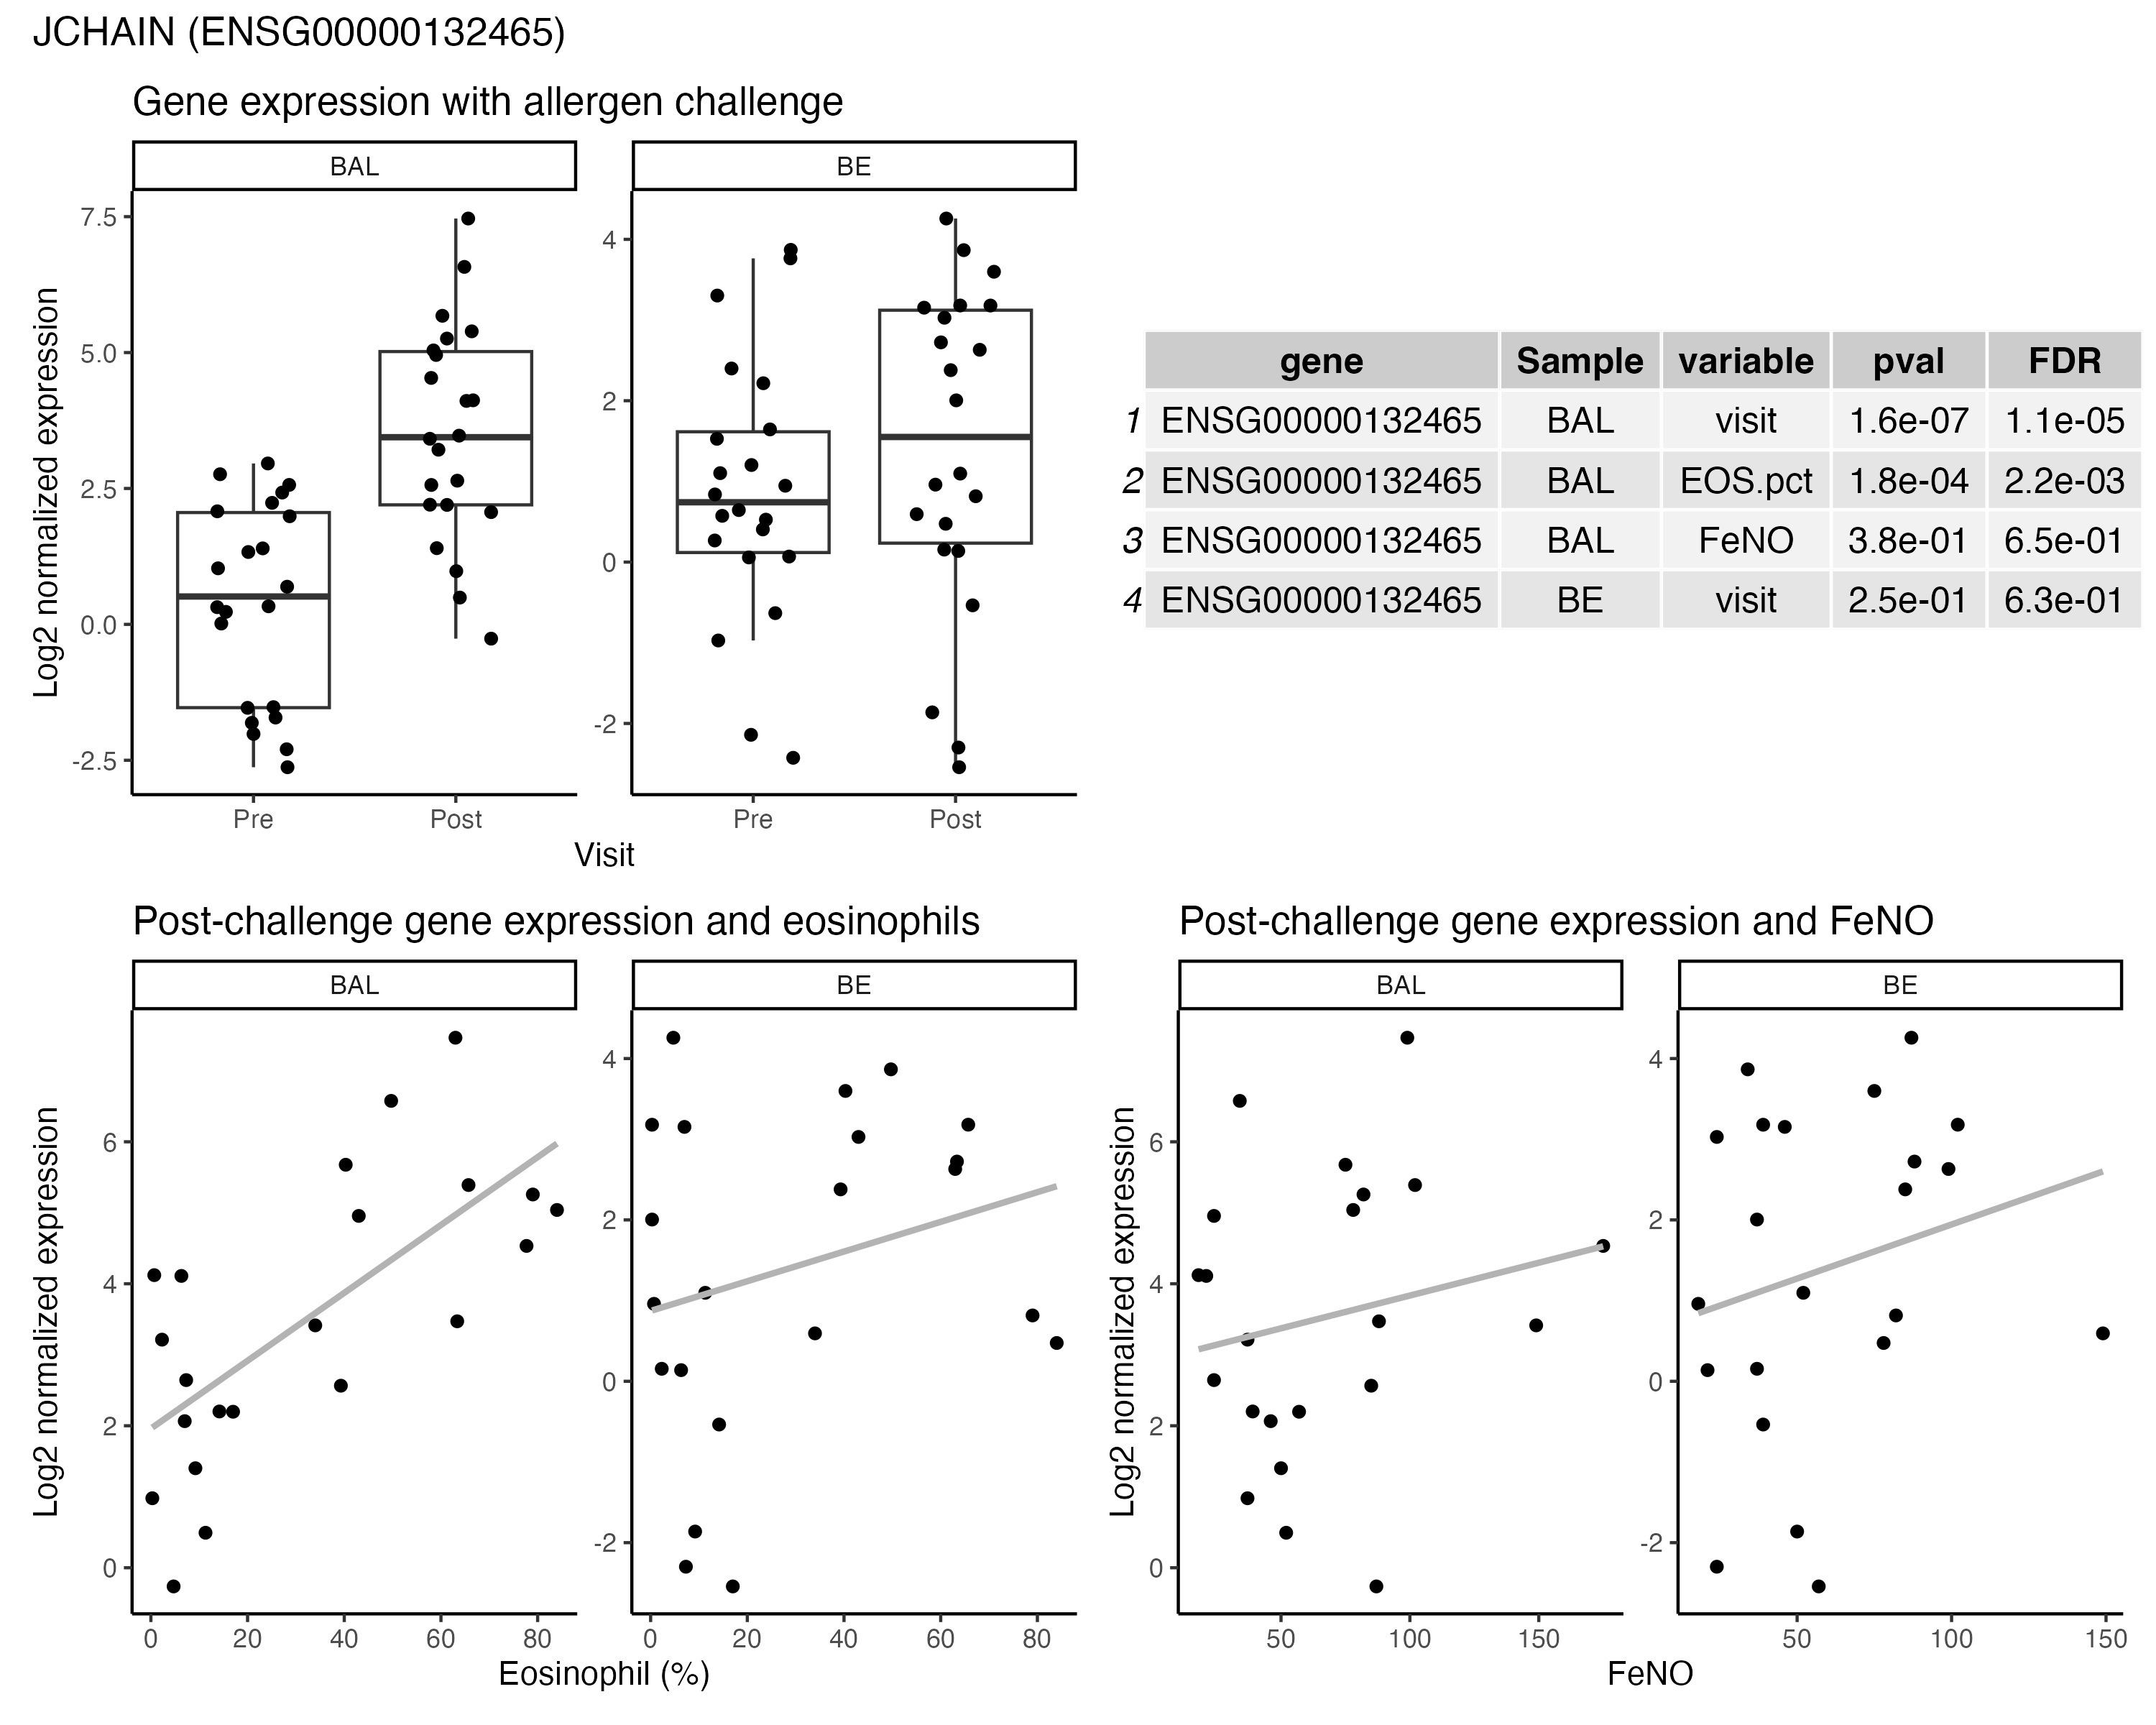 JCHAIN (ENSG00000132465)
Gene expression with allergen challenge
BAL
BE
Log2 normalized expression
7.5
5.0
2.5
0.0
-2.5
4
2
0
-2
Pre
Post
Pre
Post
Visit
gene Sample variable pval FDR
1 ENSG00000132465 BAL visit 1.6e-07 1.1e-05
2 ENSG00000132465 BAL EOS.pct 1.8e-04 2.2e-03
3 ENSG00000132465 BAL FeNO 3.8e-01 6.5e-01
4 ENSG00000132465 BE visit 2.5e-01 6.3e-01
Post-challenge gene expression and eosinophils
BAL
BE
Log2 normalized expression
6
4
2
0
4
2
0
-2
0 20 40 60 80
0 20 40 60 80
Eosinophil (%)
Post-challenge gene expression and FeNO
BAL
BE
Log2 normalized expression
6
4
2
0
4
2
0
-2
50 100 150
50 100 150
FeNO